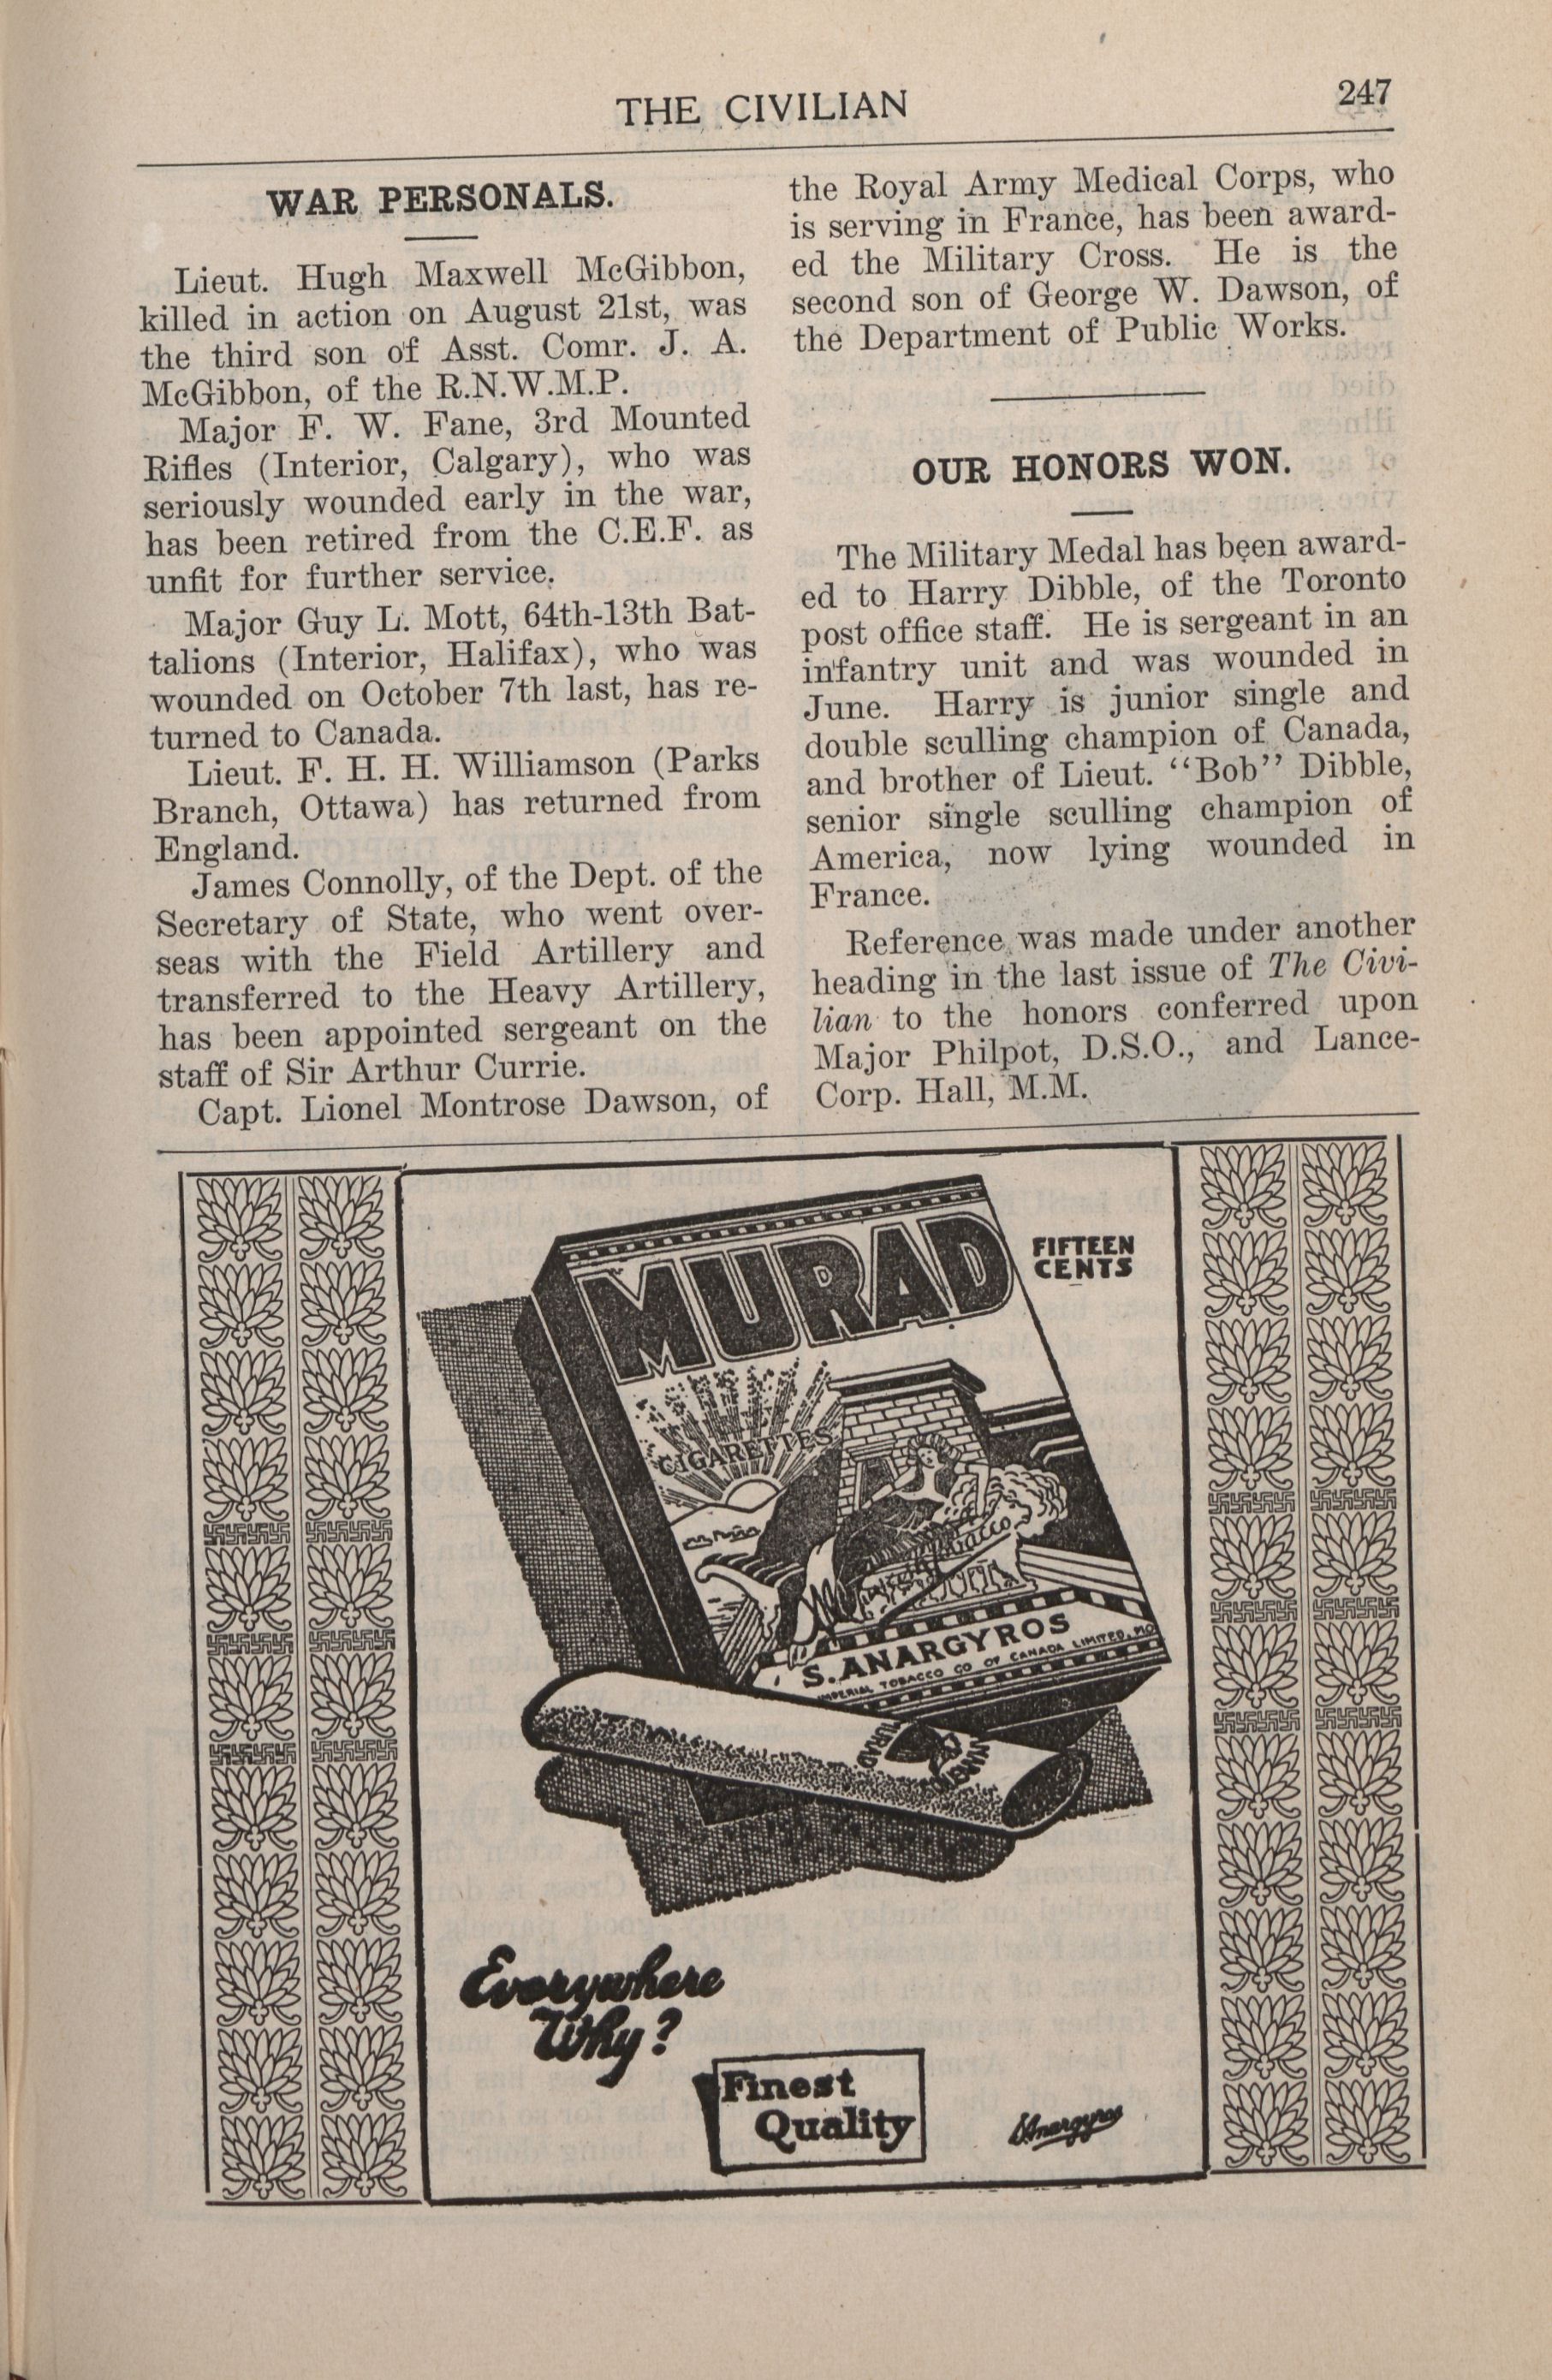 THE CIVILIAN
247
WAR PERSONALS.
Lieut. Hugh Maxwell McGibbon,
killed in action on August 21st, was
the third son of Asst. Comr. J. A.
McGibbon, of the R.N.W.M.P.
Major F. W. Fane, 3rd Mounted
Rifles (Interior, Calgary), who was
seriously wounded early in the war,
has been retired from the C.E.F. as
unfit for further service.
Major Guy L. Mott, 64th-13th Bat-
talions (Interior, Halifax), who was
wounded on October 7th last, has re-
turned to Canada.
Lieut. F. H. H. Williamson (Parks
Branch, Ottawa) has returned from
England.
James Connolly, of the Dept. of the
Secretary of State, who went over-
seas with the Field Artillery and
transferred to the Heavy Artillery,
has been appointed sergeant on the
staff of Sir Arthur Currie.
Capt. Lionel Montrose Dawson, of
the Royal Army Medical Corps, who
is serving in France, has been award-
ed the Military Cross. He is the
second son of George W. Dawson, of
the Department of Public Works.
OUR HONORS WON.
The Military Medal has been award-
ed to Harry Dibble, of the Toronto
post office staff. He is sergeant in an
infantry unit and was wounded in
June. Harry is junior single and
double sculling champion of Canada,
and brother of Lieut. "Bob" Dibble,
senior single sculling champion of
America, now lying wounded in
France.
Reference was made under another
heading in the last issue of The Civi-
lian to the honors conferred upon
Major Philpot, D.S.O., and Lance-
Corp. Hall, M.M.
MURAD
FIFTEEN
CENTS
CIGARETTES
S. ANARGYROS
IMPERIAL TOBACCO CO OF CANADA LIMITED.
MURAD
Everywhere
Why?
Finest
Quality
S. Anargyros